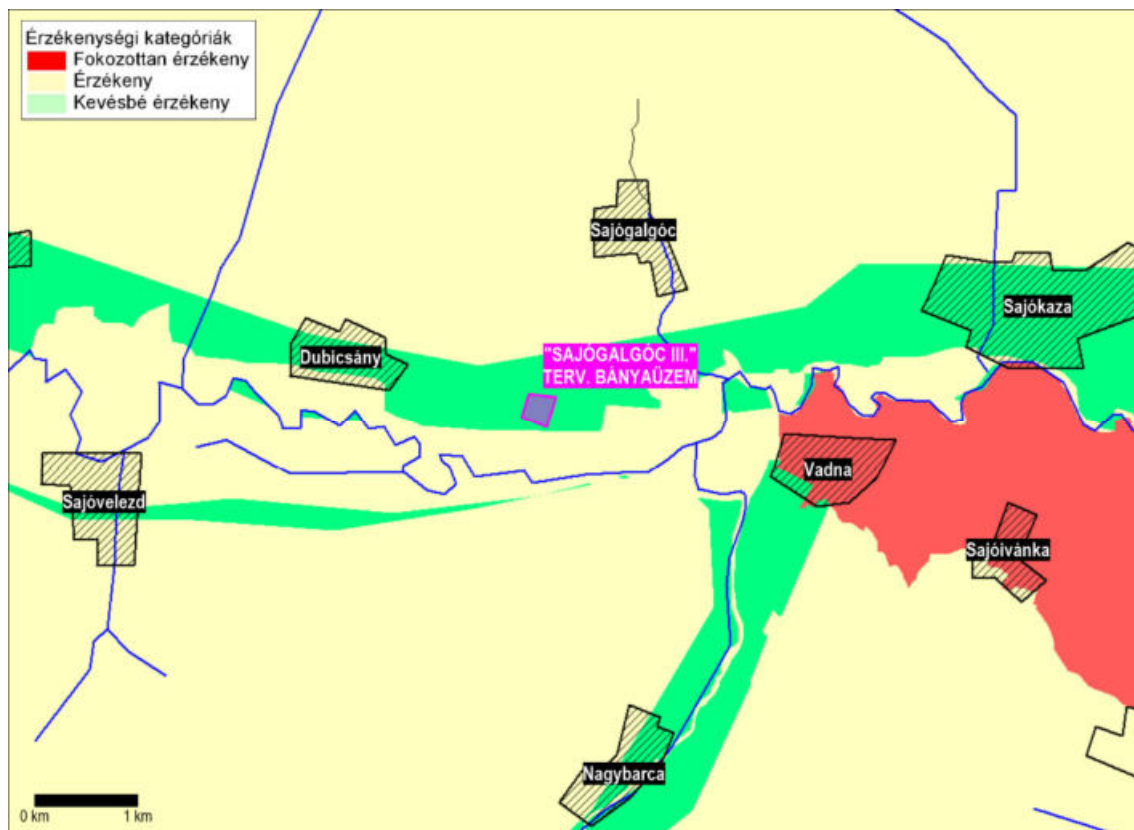 Érzékenységi kategóriák
Fokozottan érzékeny
Érzékeny
Kevésbé érzékeny
Sajógalgóc
Sajókaza
Dubicsány
"SAJÓGALGÓC III."
TERV. BÁNYAÜZEM
Vadna
Sajóvelezd
Sajóivánka
Nagybarca
0 km 1 km